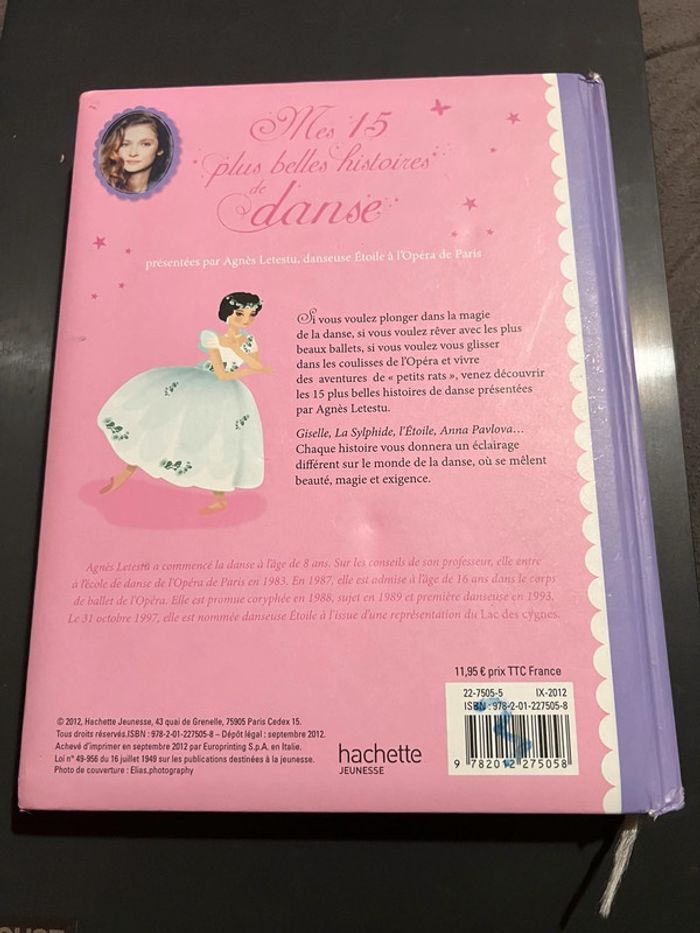 Mes 15
plus belles histoires
de
danse
présentées par Agnès Letestu, danseuse Étoile à l'Opéra de Paris
Si vous voulez plonger dans la magie
de la danse, si vous voulez rêver avec les plus
beaux ballets, si vous voulez vous glisser
dans les coulisses de l'Opéra et vivre
des aventures de « petits rats », venez découvrir
les 15 plus belles histoires de danse présentées
par Agnès Letestu.
Giselle, La Sylphide, l'Étoile, Anna Pavlova…
Chaque histoire vous donnera un éclairage
différent sur le monde de la danse, où se mêlent
beauté, magie et exigence.
Agnès Letestu a commencé la danse à l'âge de 8 ans. Sur les conseils de son professeur, elle entre
à l'école de danse de l'Opéra de Paris en 1983. En 1987, elle est admise à l'âge de 16 ans dans le corps
de ballet de l'Opéra. Elle est promue coryphée en 1988, sujet en 1989 et première danseuse en 1993.
Le 31 octobre 1997, elle est nommée danseuse Étoile à l'issue d'une représentation du Lac des cygnes.
11,95 € prix TTC France
22-7505-5 IX-2012
ISBN : 978-2-01-227505-8
9 782012 275058
© 2012, Hachette Jeunesse, 43 quai de Grenelle, 75905 Paris Cedex 15.
Tous droits réservés.ISBN : 978-2-01-227505-8 – Dépôt légal : septembre 2012.
Achevé d'imprimer en septembre 2012 par Europrinting S.p.A. en Italie.
Loi n° 49-956 du 16 juillet 1949 sur les publications destinées à la jeunesse.
Photo de couverture : Elias.photography
hachette
JEUNESSE